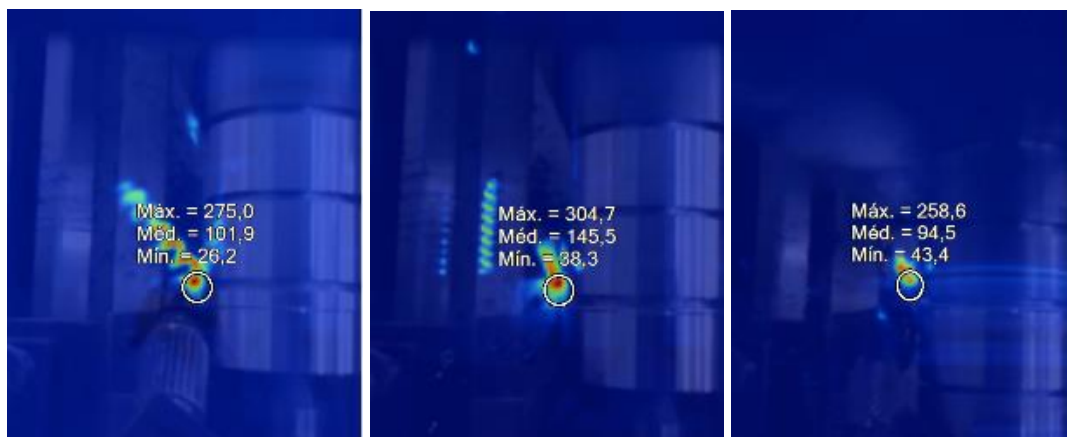 Máx. = 275,0
Méd. = 101,9
Mín. = 26,2
Máx. = 304,7
Méd. = 145,5
Mín. = 38,3
Máx. = 258,6
Méd. = 94,5
Mín. = 43,4